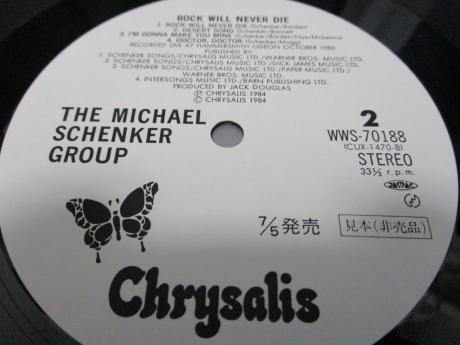 ROCK WILL NEVER DIE
1. ROCK WILL NEVER DIE (Schenker/Barden)
2. DESERT SONG (Schenker/Bonnet)
3. I'M GONNA MAKE YOU MINE (Schenker/Barden/Nye/McKenna)
4. DOCTOR, DOCTOR (Schenker/Mogg)
RECORDED LIVE AT HAMMERSMITH ODEON OCTOBER 1983
PUBLISHED BY
1. SCHENKER SONGS/CHRYSALIS MUSIC LTD./WARNER BROS. MUSIC LTD.
2. SCHENKER SONGS/CHRYSALIS MUSIC LTD./DICK JAMES MUSIC LTD.
3. SCHENKER SONGS/CHRYSALIS MUSIC LTD./PAPER MUSIC LTD./
WARNER BROS. MUSIC LTD.
4. INTERSONGS MUSIC LTD./BARN PUBLISHING LTD.
PRODUCED BY JACK DOUGLAS
Ⓟ CHRYSALIS 1984
© CHRYSALIS 1984
THE MICHAEL
SCHENKER
GROUP
2
WWS-70188
(CUX-1470-B)
STEREO
33⅓ r.p.m.
7/5発売
見本(非売品)
Chrysalis